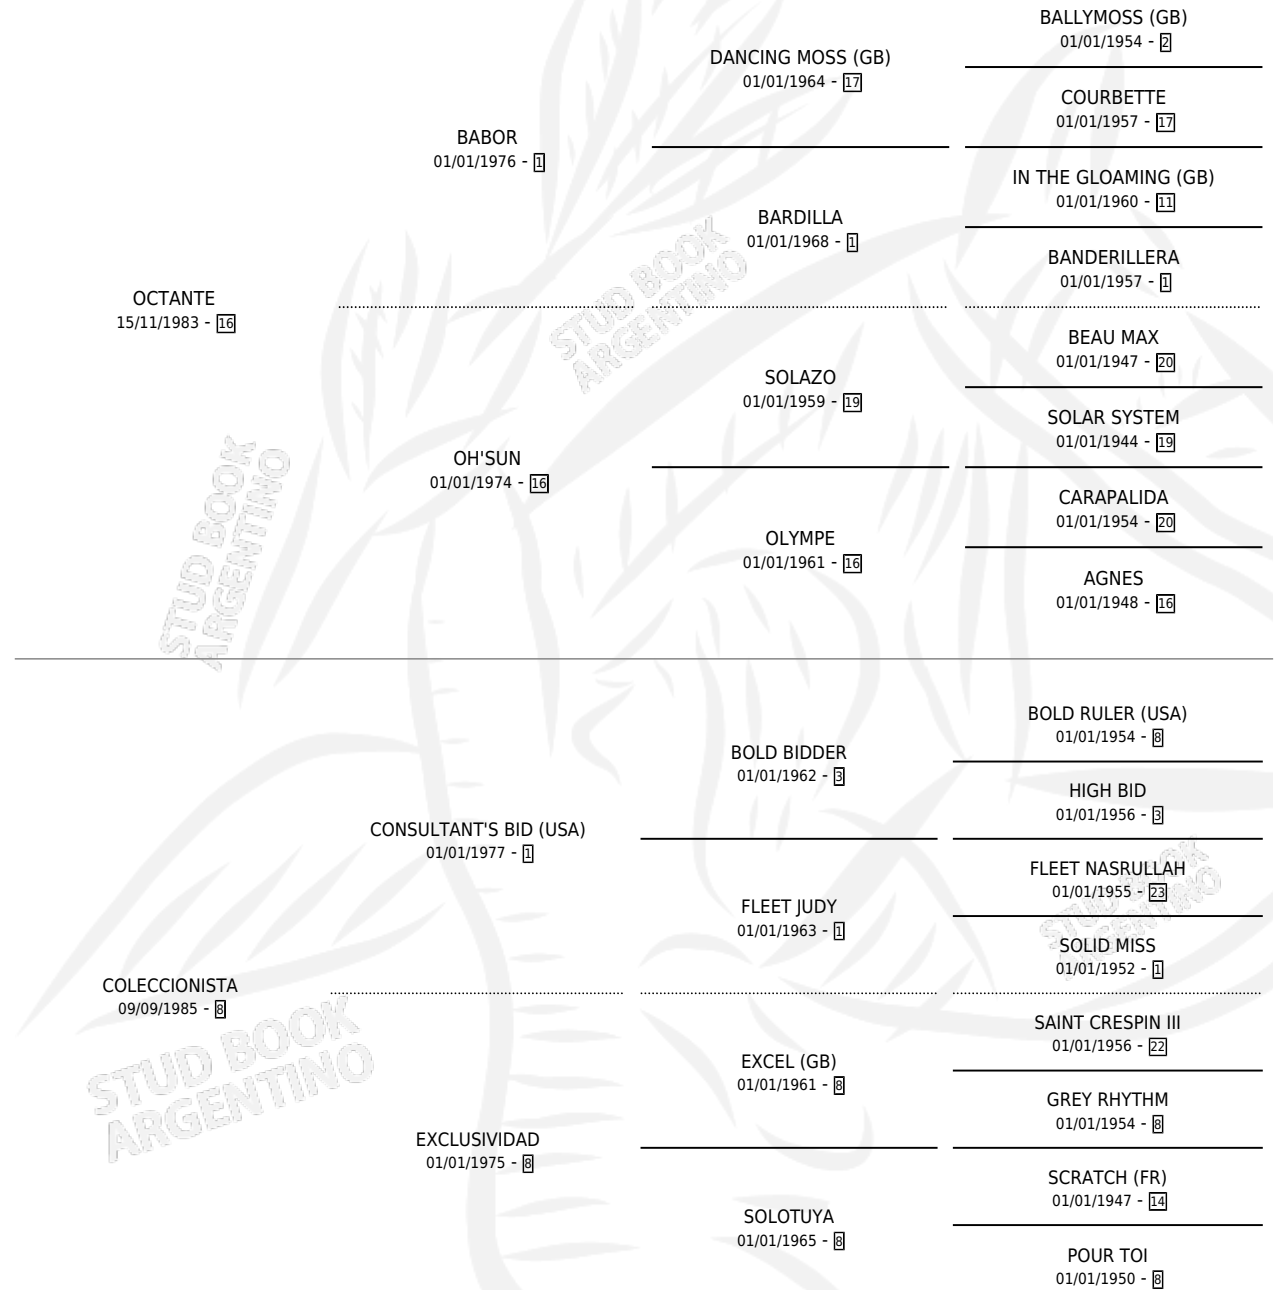 BALLYMOSS (GB)
01/01/1954 - 2
DANCING MOSS (GB)
01/01/1964 - 17
COURBETTE
01/01/1957 - 17
BABOR
01/01/1976 - 1
IN THE GLOAMING (GB)
01/01/1960 - 11
BARDILLA
01/01/1968 - 1
BANDERILLERA
01/01/1957 - 1
OCTANTE
15/11/1983 - 16
BEAU MAX
01/01/1947 - 20
SOLAZO
01/01/1959 - 19
SOLAR SYSTEM
01/01/1944 - 19
OH'SUN
01/01/1974 - 16
CARAPALIDA
01/01/1954 - 20
OLYMPE
01/01/1961 - 16
AGNES
01/01/1948 - 16
BOLD RULER (USA)
01/01/1954 - 8
BOLD BIDDER
01/01/1962 - 3
HIGH BID
01/01/1956 - 3
CONSULTANT'S BID (USA)
01/01/1977 - 1
FLEET NASRULLAH
01/01/1955 - 23
FLEET JUDY
01/01/1963 - 1
SOLID MISS
01/01/1952 - 1
COLECCIONISTA
09/09/1985 - 8
SAINT CRESPIN III
01/01/1956 - 22
EXCEL (GB)
01/01/1961 - 8
GREY RHYTHM
01/01/1954 - 8
EXCLUSIVIDAD
01/01/1975 - 8
SCRATCH (FR)
01/01/1947 - 14
SOLOTUYA
01/01/1965 - 8
POUR TOI
01/01/1950 - 8
STUD BOOK
ARGENTINO
STUD BOOK
ARGENTINO
STUD BOOK
ARGENTINO
STUD BOOK
ARGENTINO